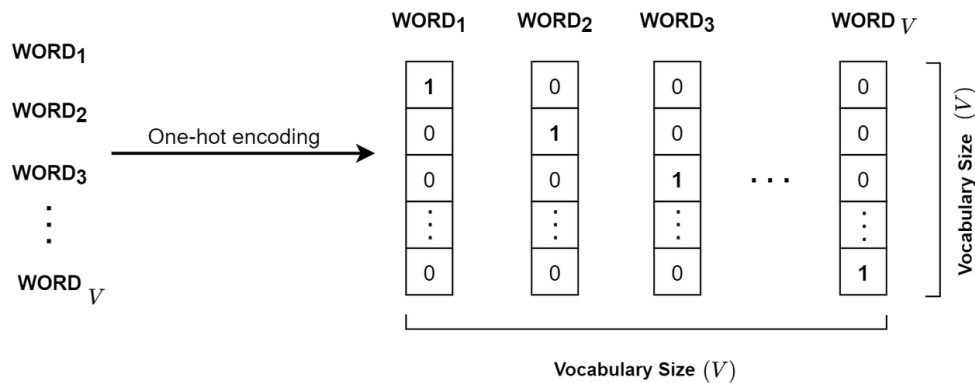 WORD₁ WORD₂ WORD₃ WORD V
WORD₁
1 0 0 0
WORD₂
One-hot encoding
0 1 0 0
WORD₃
0 0 1 . . . 0
⋮ ⋮ ⋮ ⋮ ⋮
WORD V
0 0 0 1
Vocabulary Size (V)
Vocabulary Size (V)